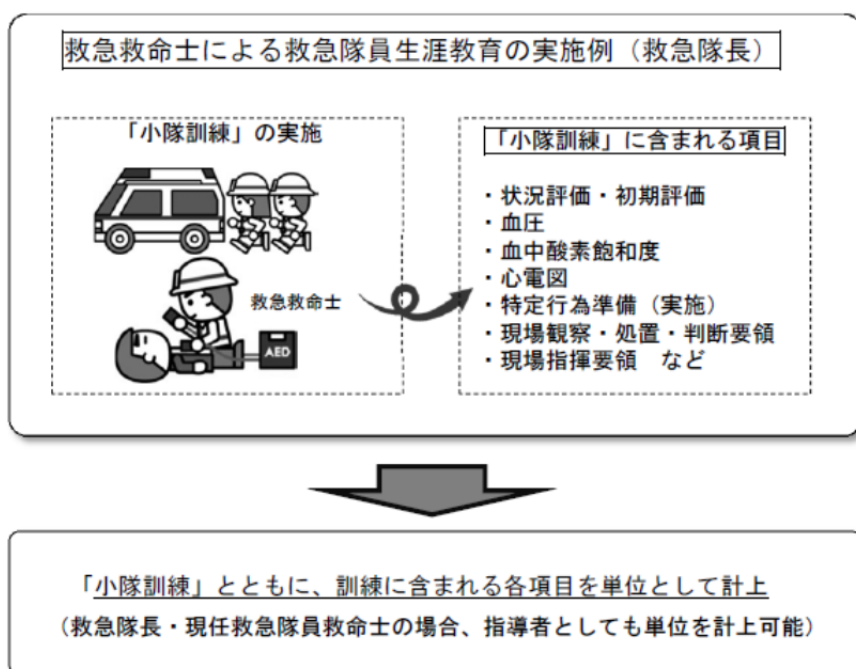 救急救命士による救急隊員生涯教育の実施例（救急隊長）
「小隊訓練」の実施
救急救命士
AED
「小隊訓練」に含まれる項目
・状況評価・初期評価
・血圧
・血中酸素飽和度
・心電図
・特定行為準備（実施）
・現場観察・処置・判断要領
・現場指揮要領　など
「小隊訓練」とともに、訓練に含まれる各項目を単位として計上
（救急隊長・現任救急隊員救命士の場合、指導者としても単位を計上可能）